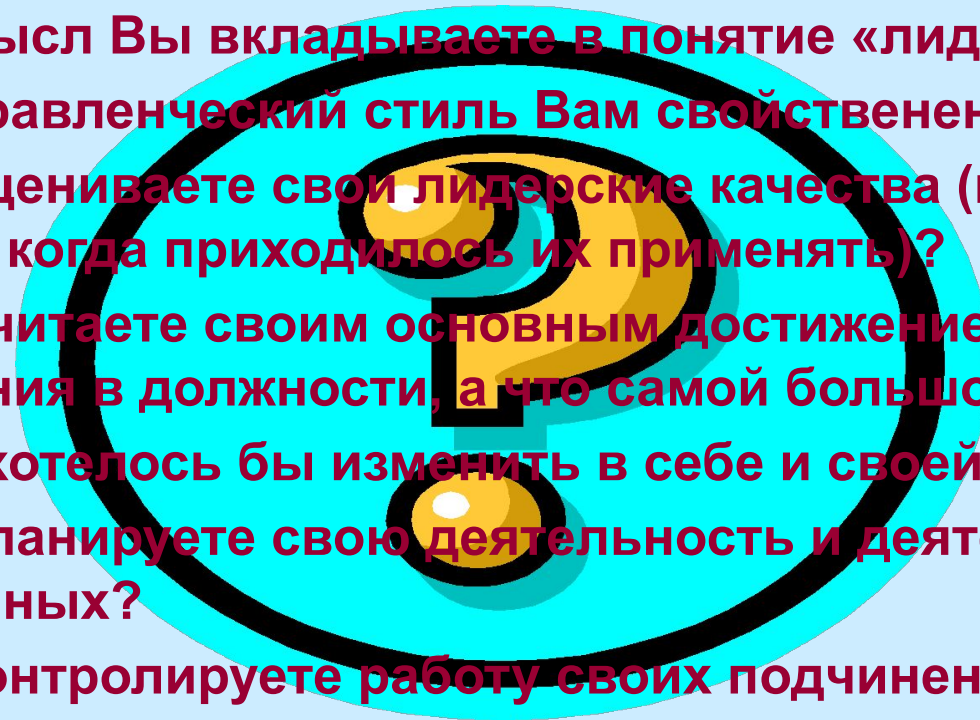 ысл Вы вкладываете в понятие «лид
равленческий стиль Вам свойственен
цениваете свои лидерские качества (
когда приходилось их применять)?
читаете своим основным достижение
ния в должности, а что самой большо
хотелось бы изменить в себе и своей
ланируете свою деятельность и деят
ных?
онтролируете работу своих подчинен